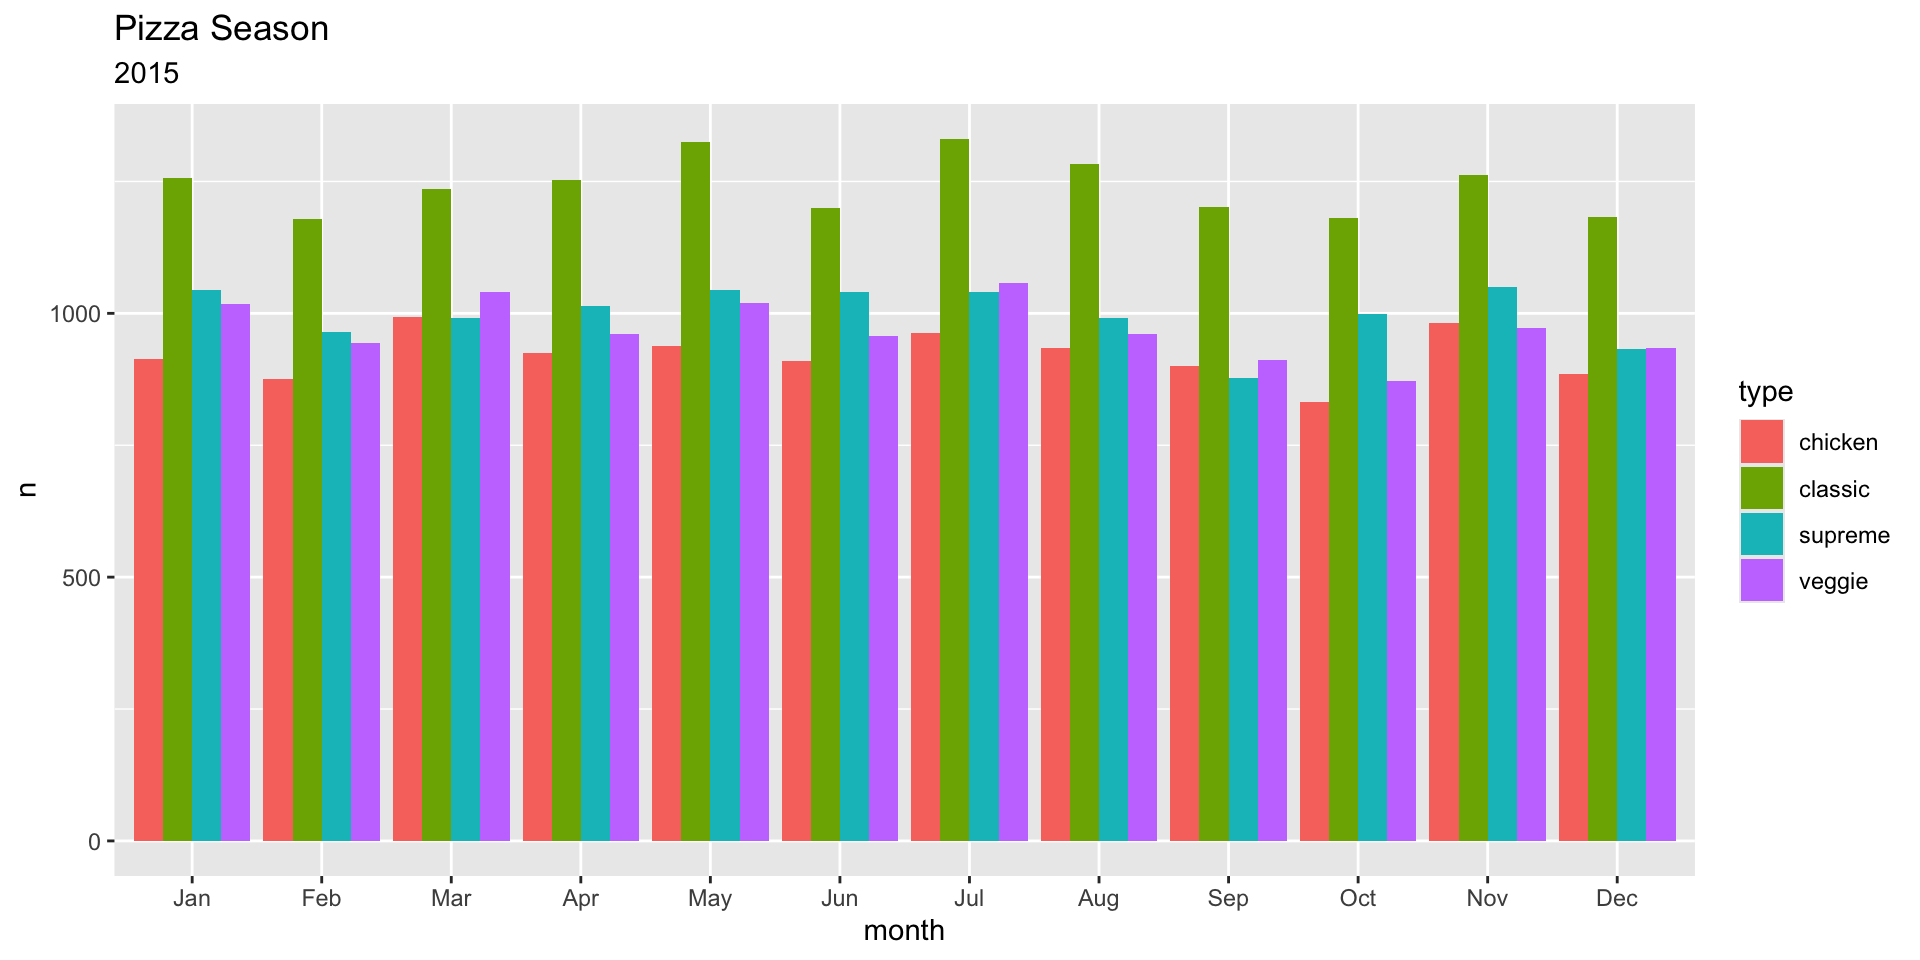 Pizza Season
2015
n
1000
500
0
Jan Feb Mar Apr May Jun Jul Aug Sep Oct Nov Dec
month
type
chicken
classic
supreme
veggie